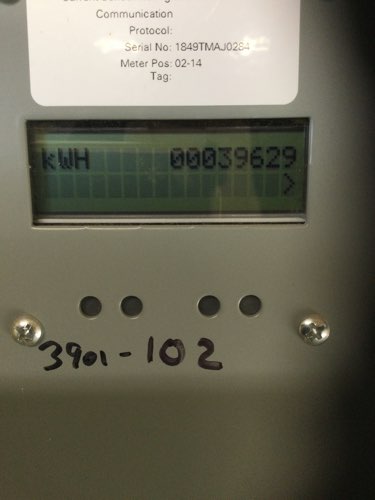 Communication
Protocol:
Serial No: 1849TMAJ0284
Meter Pos: 02-14
Tag:
kWH 00039629
>
3901-102